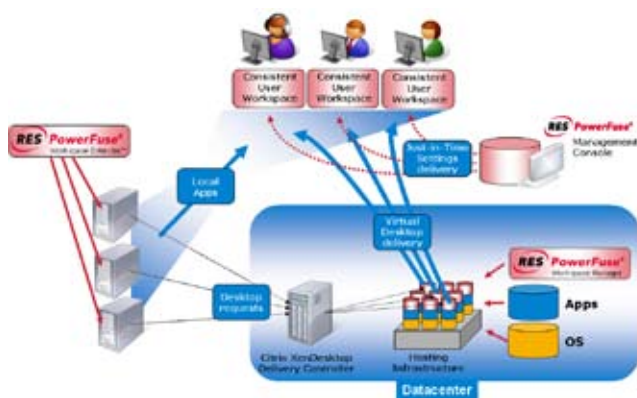 Consistent
User
Workspace
Consistent
User
Workspace
Consistent
User
Workspace
RES PowerFuse®
RES PowerFuse®
Management
Console
Just-in-Time
Settings
delivery
Local
Apps
Virtual
Desktop
delivery
RES PowerFuse®
Workspace Manager
Desktop
requests
Apps
OS
Citrix XenDesktop
Delivery Controller
Hosting
Infrastructure
Datacenter